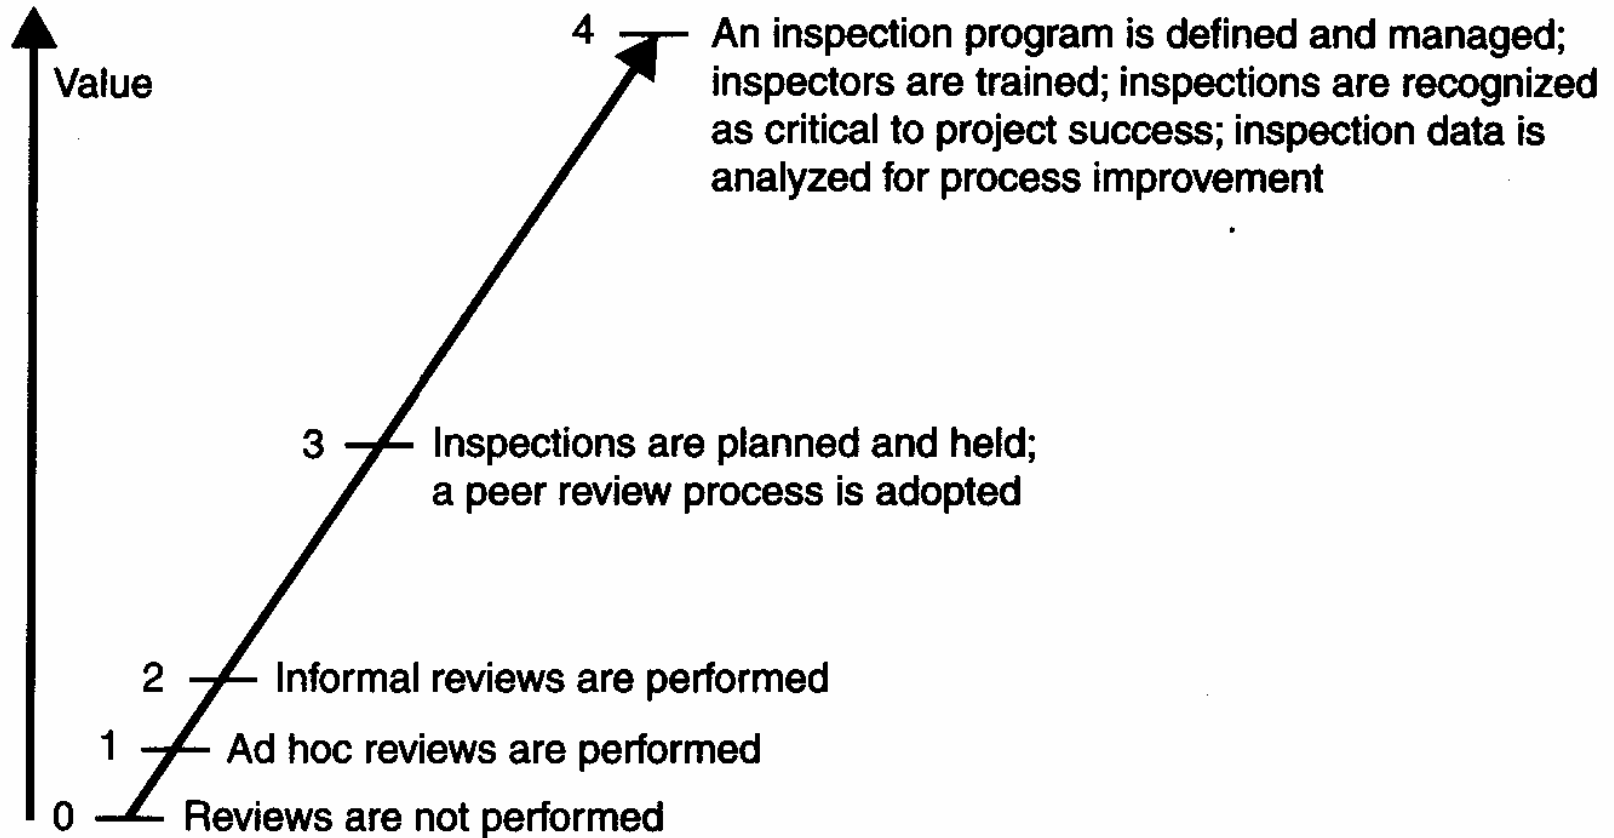 Value
4 An inspection program is defined and managed;
inspectors are trained; inspections are recognized
as critical to project success; inspection data is
analyzed for process improvement
3 Inspections are planned and held;
a peer review process is adopted
2 Informal reviews are performed
1 Ad hoc reviews are performed
0 Reviews are not performed